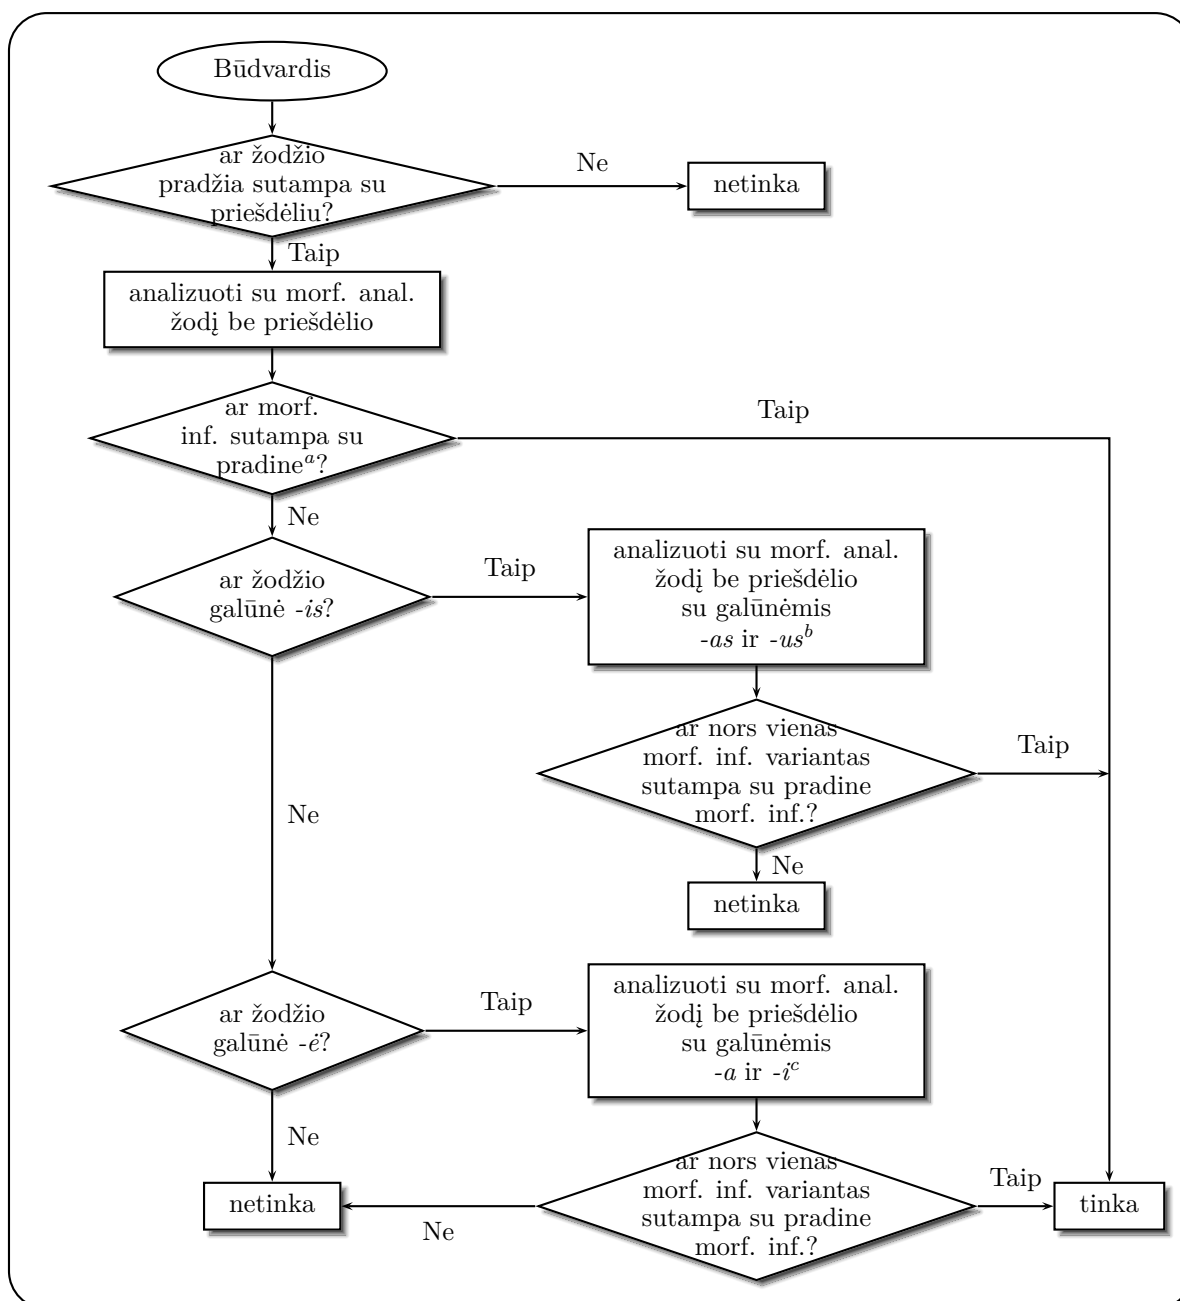 Būdvardis
ar žodžio
pradžia sutampa su
priešdėliu?
Ne
netinka
Taip
analizuoti su morf. anal.
žodį be priešdėlio
ar morf.
inf. sutampa su
pradineᵃ?
Taip
Ne
ar žodžio
galūnė -is?
Taip
analizuoti su morf. anal.
žodį be priešdėlio
su galūnėmis
-as ir -usᵇ
ar nors vienas
morf. inf. variantas
sutampa su pradine
morf. inf.?
Taip
Ne
netinka
Ne
ar žodžio
galūnė -ė?
Taip
analizuoti su morf. anal.
žodį be priešdėlio
su galūnėmis
-a ir -iᶜ
Ne
netinka
ar nors vienas
morf. inf. variantas
sutampa su pradine
morf. inf.?
Ne
Taip
tinka